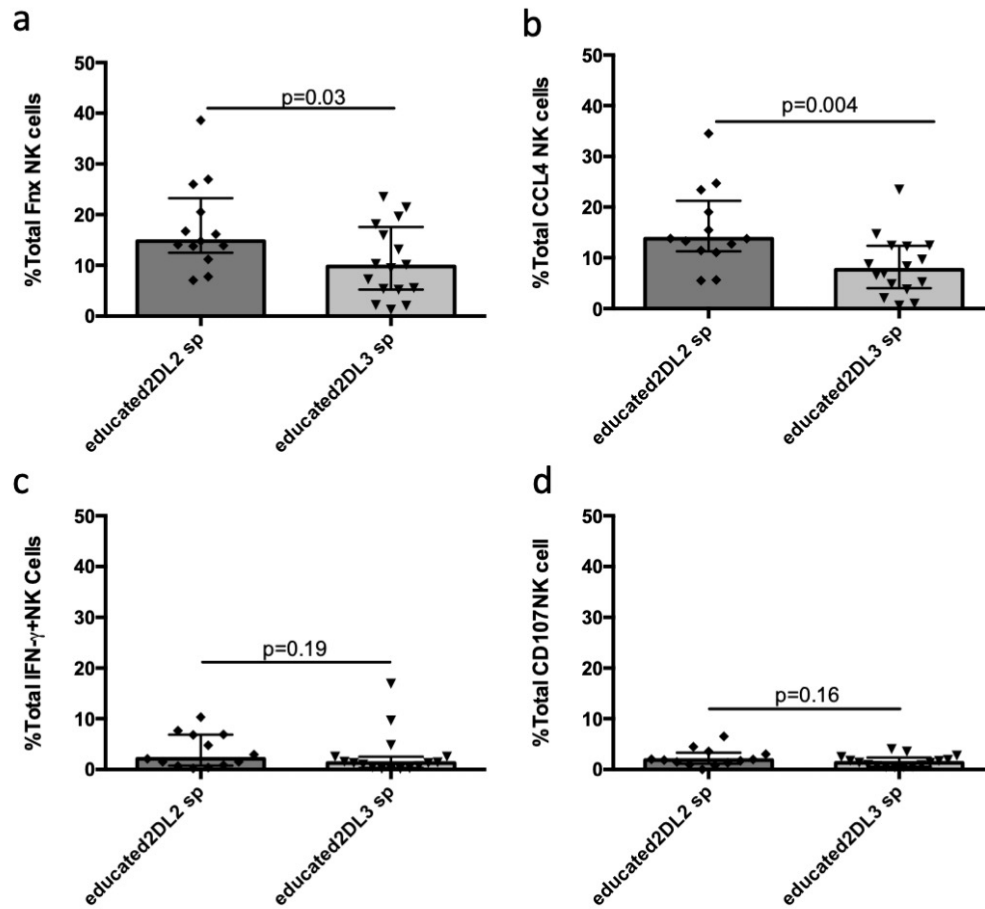 a
%Total Fnx NK cells
50
40
30
20
10
0
p=0.03
educated2DL2 sp
educated2DL3 sp
b
%Total CCL4 NK cells
50
40
30
20
10
0
p=0.004
educated2DL2 sp
educated2DL3 sp
c
%Total IFN-γ+NK Cells
50
40
30
20
10
0
p=0.19
educated2DL2 sp
educated2DL3 sp
d
%Total CD107NK cell
50
40
30
20
10
0
p=0.16
educated2DL2 sp
educated2DL3 sp